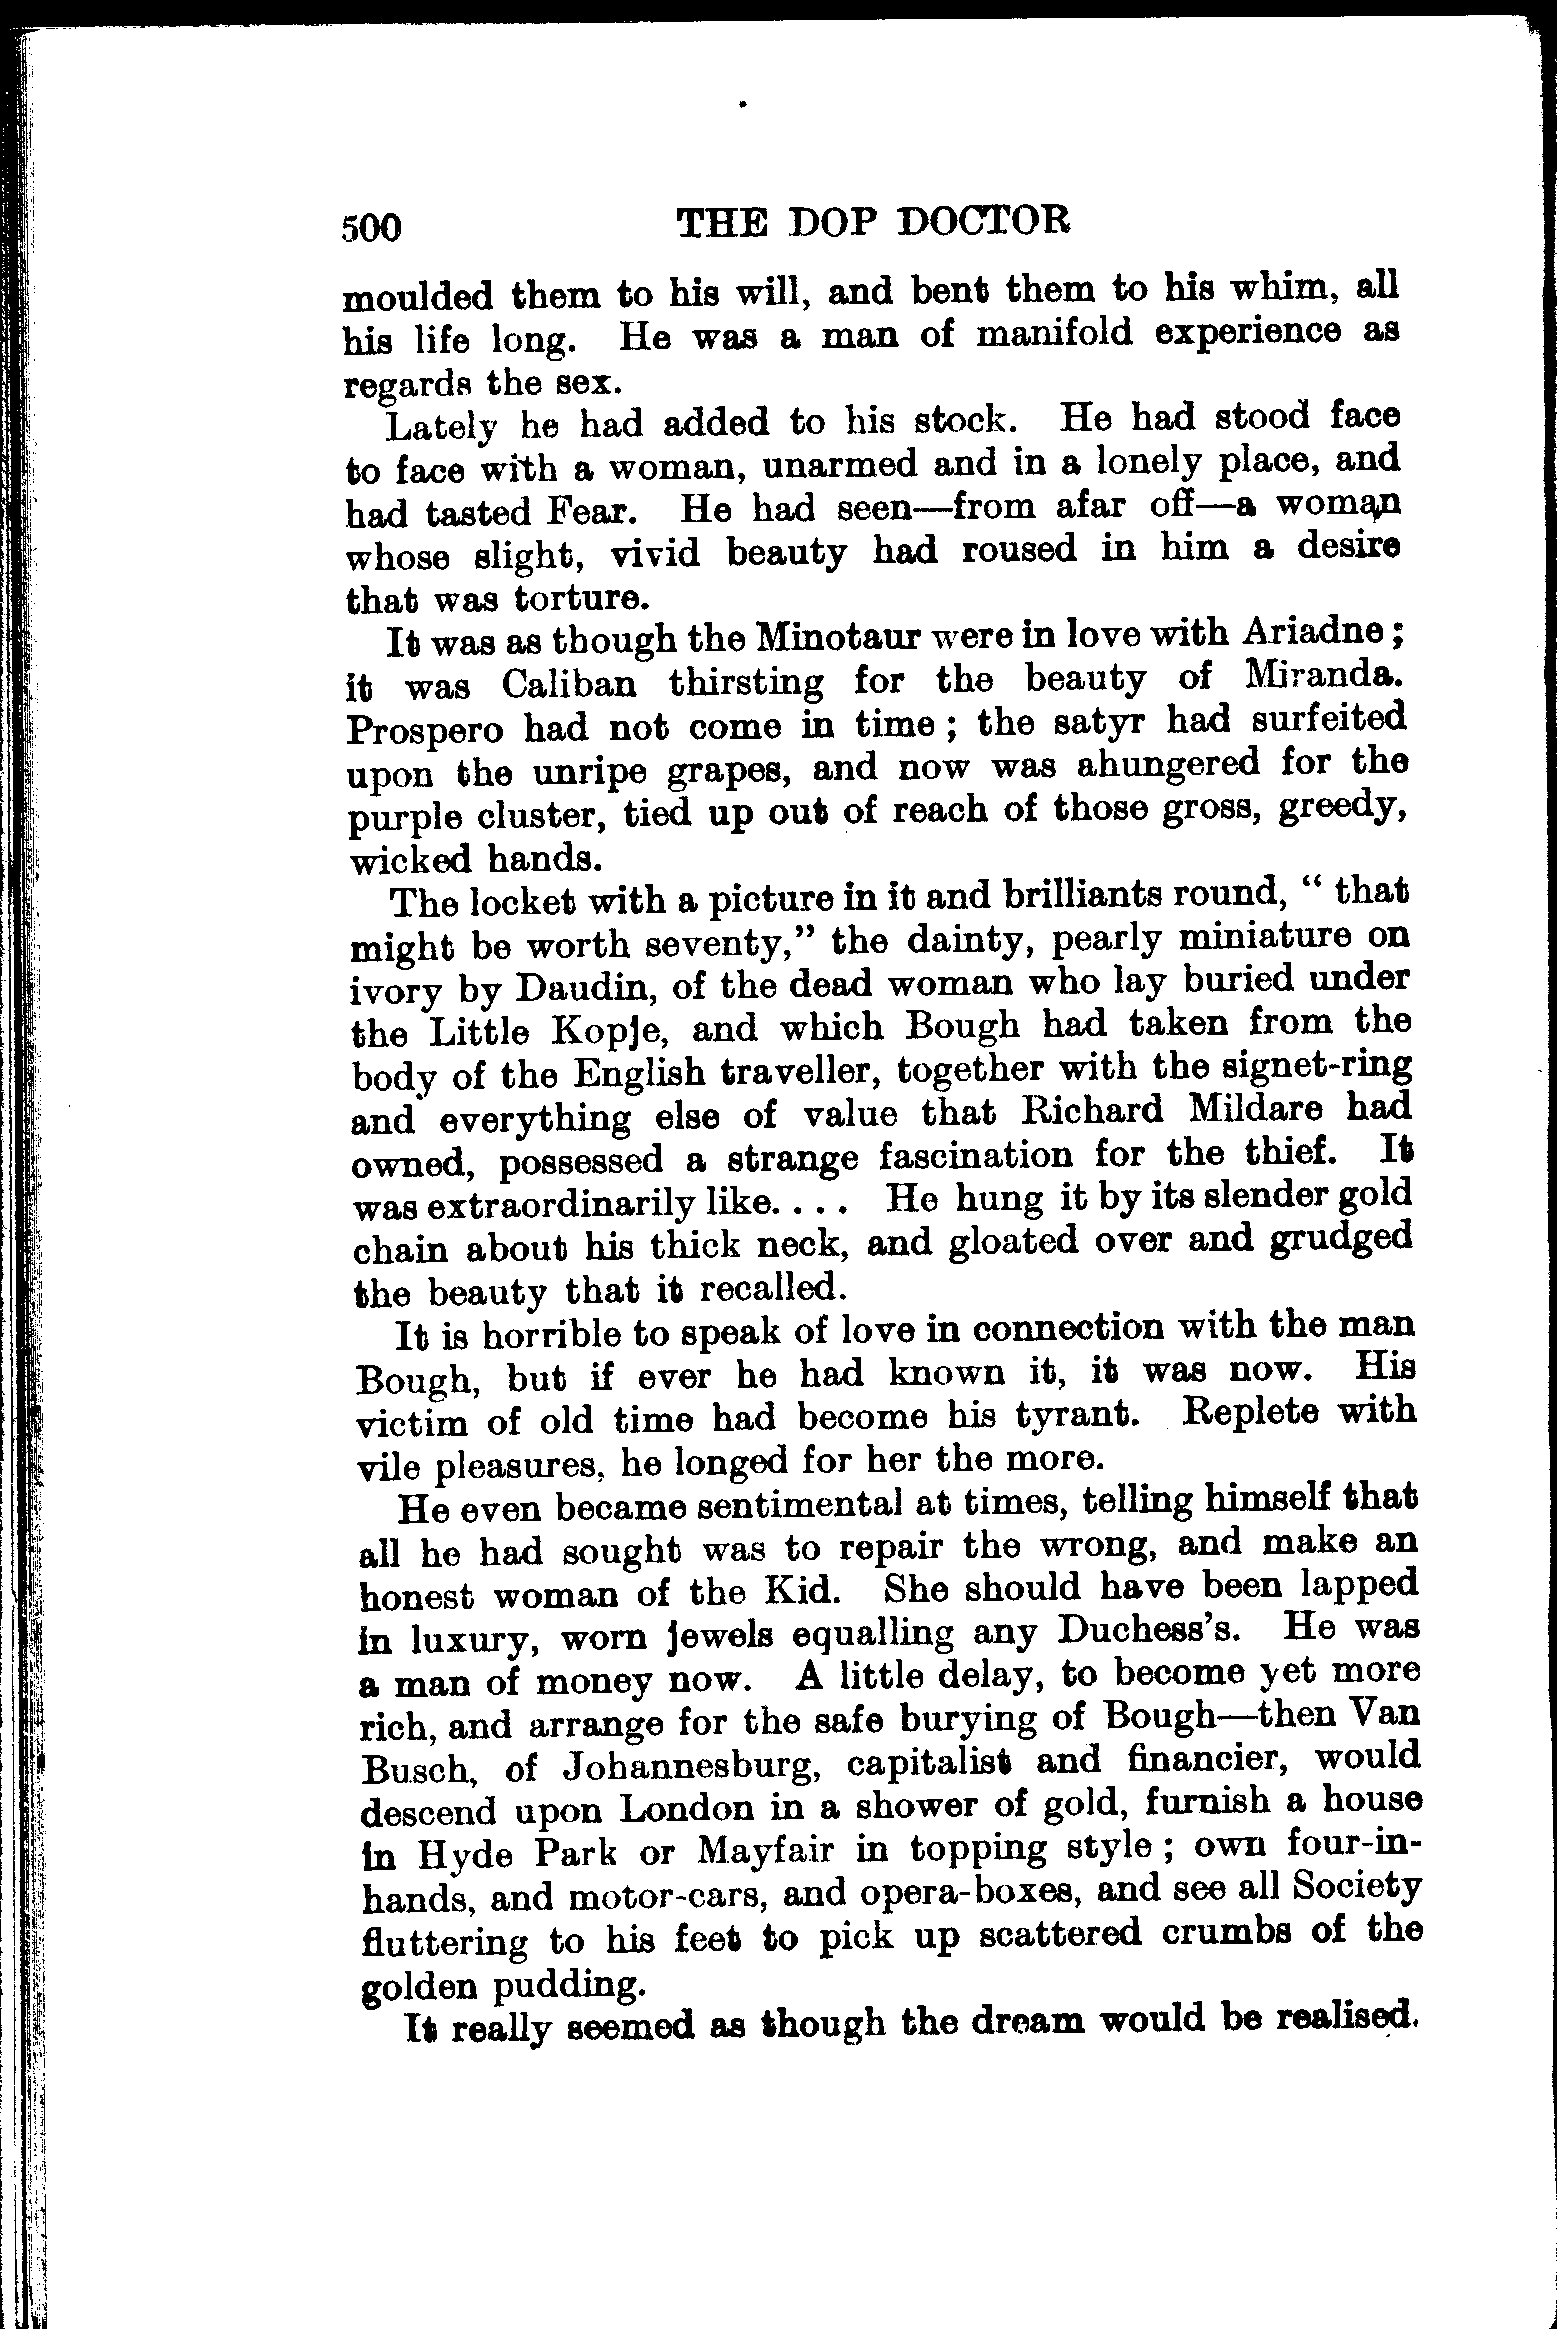 500 THE DOP DOCTOR
moulded them to his will, and bent them to his whim, all
his life long. He was a man of manifold experience as
regards the sex.
Lately he had added to his stock. He had stood face
to face with a woman, unarmed and in a lonely place, and
had tasted Fear. He had seen—from afar off—a woman
whose slight, vivid beauty had roused in him a desire
that was torture.
It was as though the Minotaur were in love with Ariadne;
it was Caliban thirsting for the beauty of Miranda.
Prospero had not come in time; the satyr had surfeited
upon the unripe grapes, and now was ahungered for the
purple cluster, tied up out of reach of those gross, greedy,
wicked hands.
The locket with a picture in it and brilliants round, “ that
might be worth seventy,” the dainty, pearly miniature on
ivory by Daudin, of the dead woman who lay buried under
the Little Kopje, and which Bough had taken from the
body of the English traveller, together with the signet-ring
and everything else of value that Richard Mildare had
owned, possessed a strange fascination for the thief. It
was extraordinarily like. . . . He hung it by its slender gold
chain about his thick neck, and gloated over and grudged
the beauty that it recalled.
It is horrible to speak of love in connection with the man
Bough, but if ever he had known it, it was now. His
victim of old time had become his tyrant. Replete with
vile pleasures, he longed for her the more.
He even became sentimental at times, telling himself that
all he had sought was to repair the wrong, and make an
honest woman of the Kid. She should have been lapped
in luxury, worn jewels equalling any Duchess's. He was
a man of money now. A little delay, to become yet more
rich, and arrange for the safe burying of Bough—then Van
Busch, of Johannesburg, capitalist and financier, would
descend upon London in a shower of gold, furnish a house
in Hyde Park or Mayfair in topping style; own four-in-
hands, and motor-cars, and opera-boxes, and see all Society
fluttering to his feet to pick up scattered crumbs of the
golden pudding.
It really seemed as though the dream would be realised.